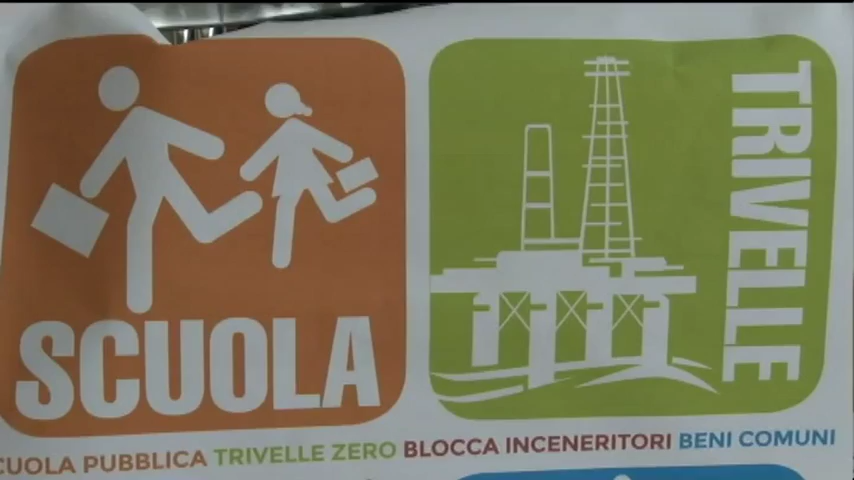 SCUOLA
TRIVELLE
CUOLA PUBBLICA TRIVELLE ZERO BLOCCA INCENERITORI BENI COMUNI